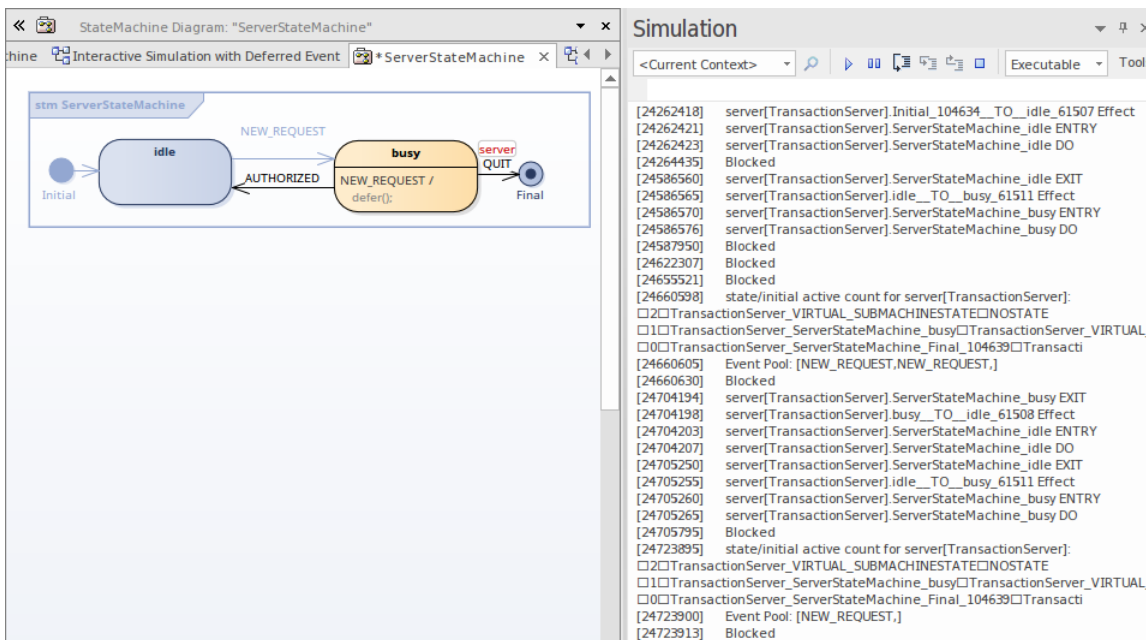 StateMachine Diagram: "ServerStateMachine"
chine Interactive Simulation with Deferred Event *ServerStateMachine
stm ServerStateMachine
NEW_REQUEST
idle
busy
server
QUIT
AUTHORIZED
NEW_REQUEST /
defer();
Initial
Final
Simulation
<Current Context> Executable Tool
[24262418] server[TransactionServer].Initial_104634__TO__idle_61507 Effect
[24262421] server[TransactionServer].ServerStateMachine_idle ENTRY
[24262423] server[TransactionServer].ServerStateMachine_idle DO
[24264435] Blocked
[24586560] server[TransactionServer].ServerStateMachine_idle EXIT
[24586565] server[TransactionServer].idle__TO__busy_61511 Effect
[24586570] server[TransactionServer].ServerStateMachine_busy ENTRY
[24586576] server[TransactionServer].ServerStateMachine_busy DO
[24587950] Blocked
[24622307] Blocked
[24655521] Blocked
[24660598] state/initial active count for server[TransactionServer]:
□2□TransactionServer_VIRTUAL_SUBMACHINESTATE□NOSTATE
□1□TransactionServer_ServerStateMachine_busy□TransactionServer_VIRTUAL_
□0□TransactionServer_ServerStateMachine_Final_104639□Transacti
[24660605] Event Pool: [NEW_REQUEST,NEW_REQUEST,]
[24660630] Blocked
[24704194] server[TransactionServer].ServerStateMachine_busy EXIT
[24704198] server[TransactionServer].busy__TO__idle_61508 Effect
[24704203] server[TransactionServer].ServerStateMachine_idle ENTRY
[24704207] server[TransactionServer].ServerStateMachine_idle DO
[24705250] server[TransactionServer].ServerStateMachine_idle EXIT
[24705255] server[TransactionServer].idle__TO__busy_61511 Effect
[24705260] server[TransactionServer].ServerStateMachine_busy ENTRY
[24705265] server[TransactionServer].ServerStateMachine_busy DO
[24705795] Blocked
[24723895] state/initial active count for server[TransactionServer]:
□2□TransactionServer_VIRTUAL_SUBMACHINESTATE□NOSTATE
□1□TransactionServer_ServerStateMachine_busy□TransactionServer_VIRTUAL_
□0□TransactionServer_ServerStateMachine_Final_104639□Transacti
[24723900] Event Pool: [NEW_REQUEST,]
[24723913] Blocked